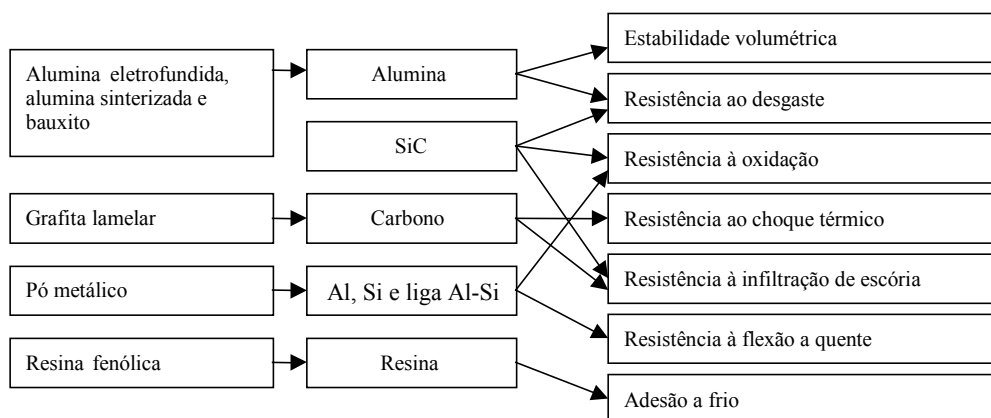 Alumina eletrofundida,
alumina sinterizada e
bauxito
Grafita lamelar
Pó metálico
Resina fenólica
Alumina
SiC
Carbono
Al, Si e liga Al-Si
Resina
Estabilidade volumétrica
Resistência ao desgaste
Resistência à oxidação
Resistência ao choque térmico
Resistência à infiltração de escória
Resistência à flexão a quente
Adesão a frio